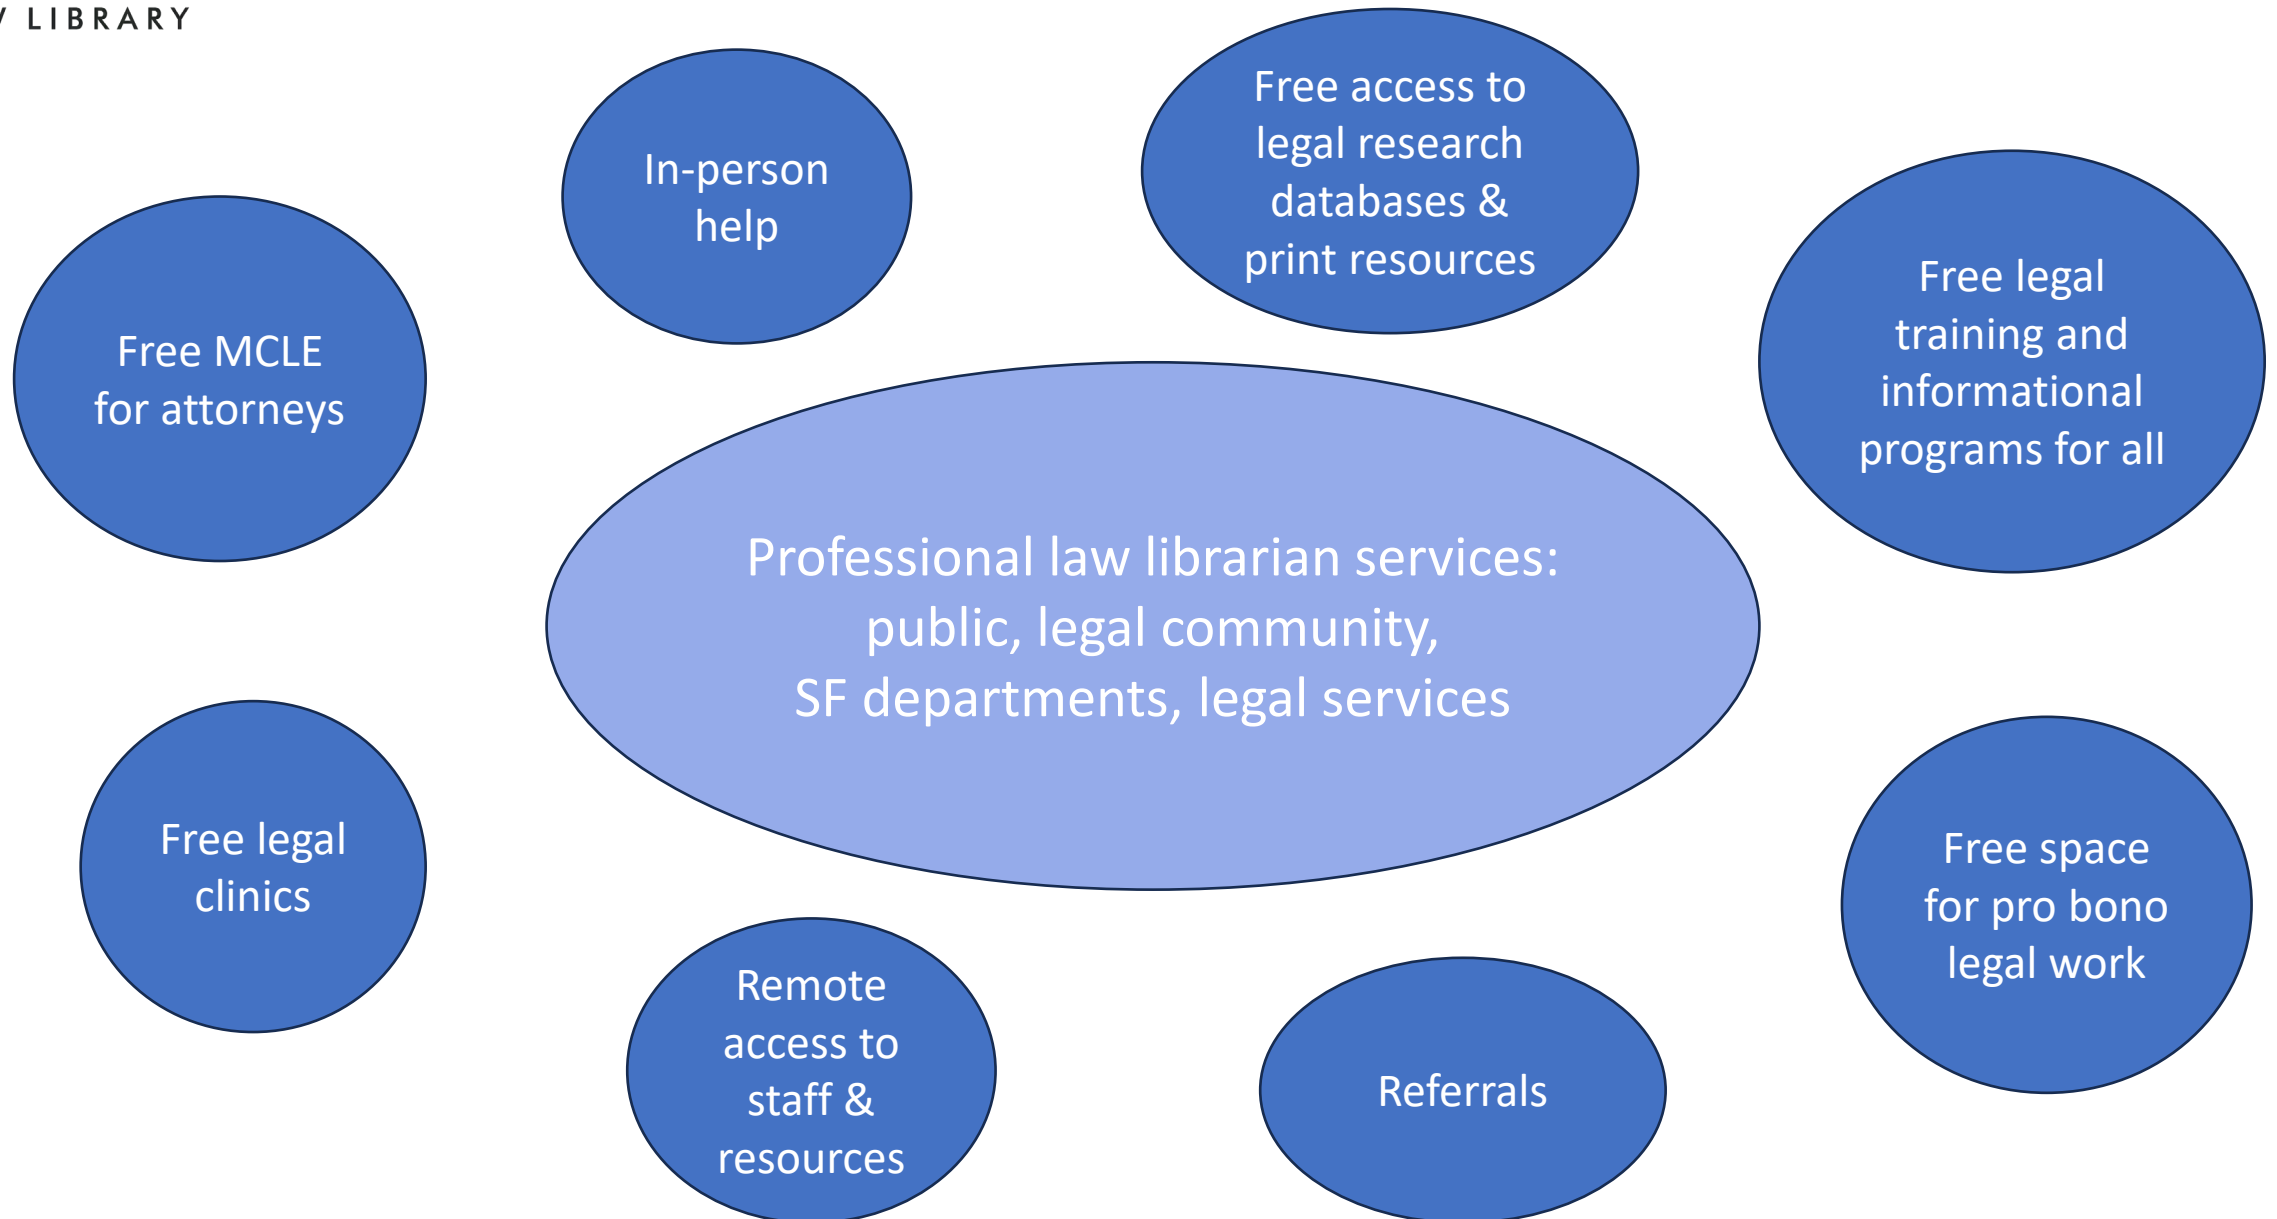 LIBRARY
In-person
help
Free access to
legal research
databases &
print resources
Free MCLE
for attorneys
Free legal
training and
informational
programs for all
Professional law librarian services:
public, legal community,
SF departments, legal services
Free legal
clinics
Free space
for pro bono
legal work
Remote
access to
staff &
resources
Referrals